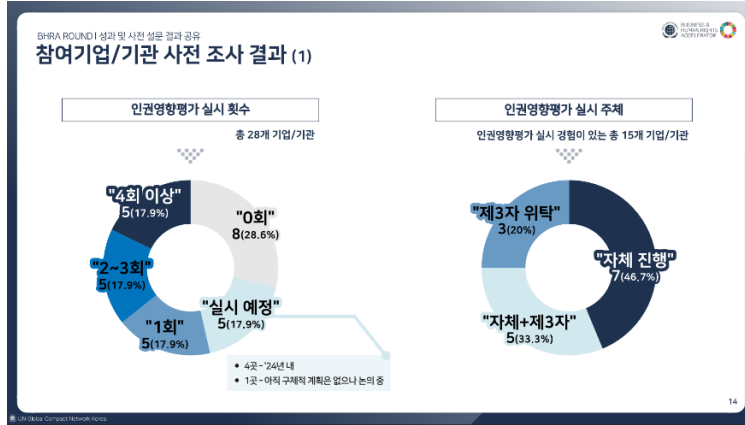 BHRA ROUND I 성과 및 사전 설문 결과 공유
참여기업/기관 사전 조사 결과 (1)
BUSINESS &
HUMAN RIGHTS
ACCELERATOR
인권영향평가 실시 횟수
총 28개 기업/기관
"4회 이상"
5(17.9%)
"0회"
8(28.6%)
"2~3회"
5(17.9%)
"실시 예정"
5(17.9%)
"1회"
5(17.9%)
• 4곳 - '24년 내
• 1곳 - 아직 구체적 계획은 없으나 논의 중
인권영향평가 실시 주체
인권영향평가 실시 경험이 있는 총 15개 기업/기관
"제3자 위탁"
3(20%)
"자체 진행"
7(46.7%)
"자체+제3자"
5(33.3%)
14
UN Global Compact Network Korea